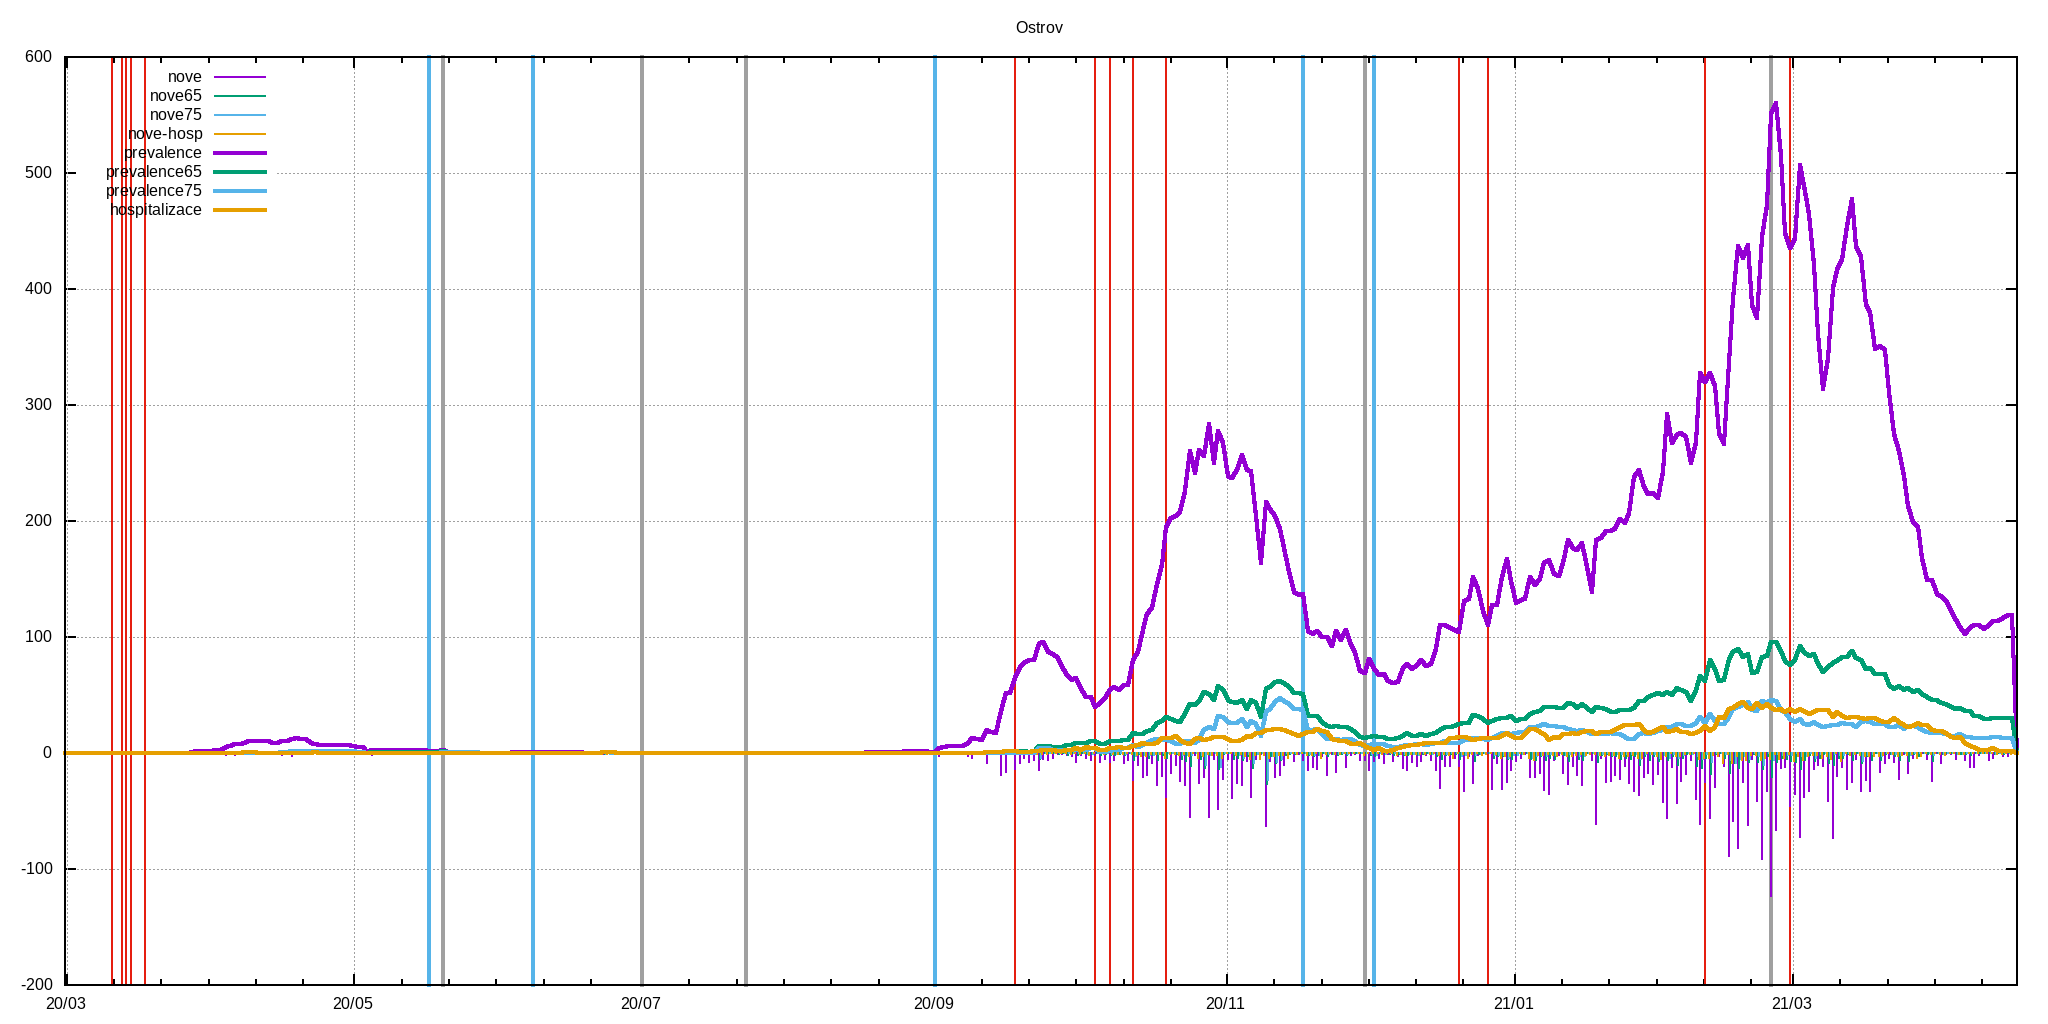 Ostrov
600
500
400
300
200
100
0
-100
-200
nove
nove65
nove75
nove-hosp
prevalence
prevalence65
prevalence75
hospitalizace
20/03 20/05 20/07 20/09 20/11 21/01 21/03